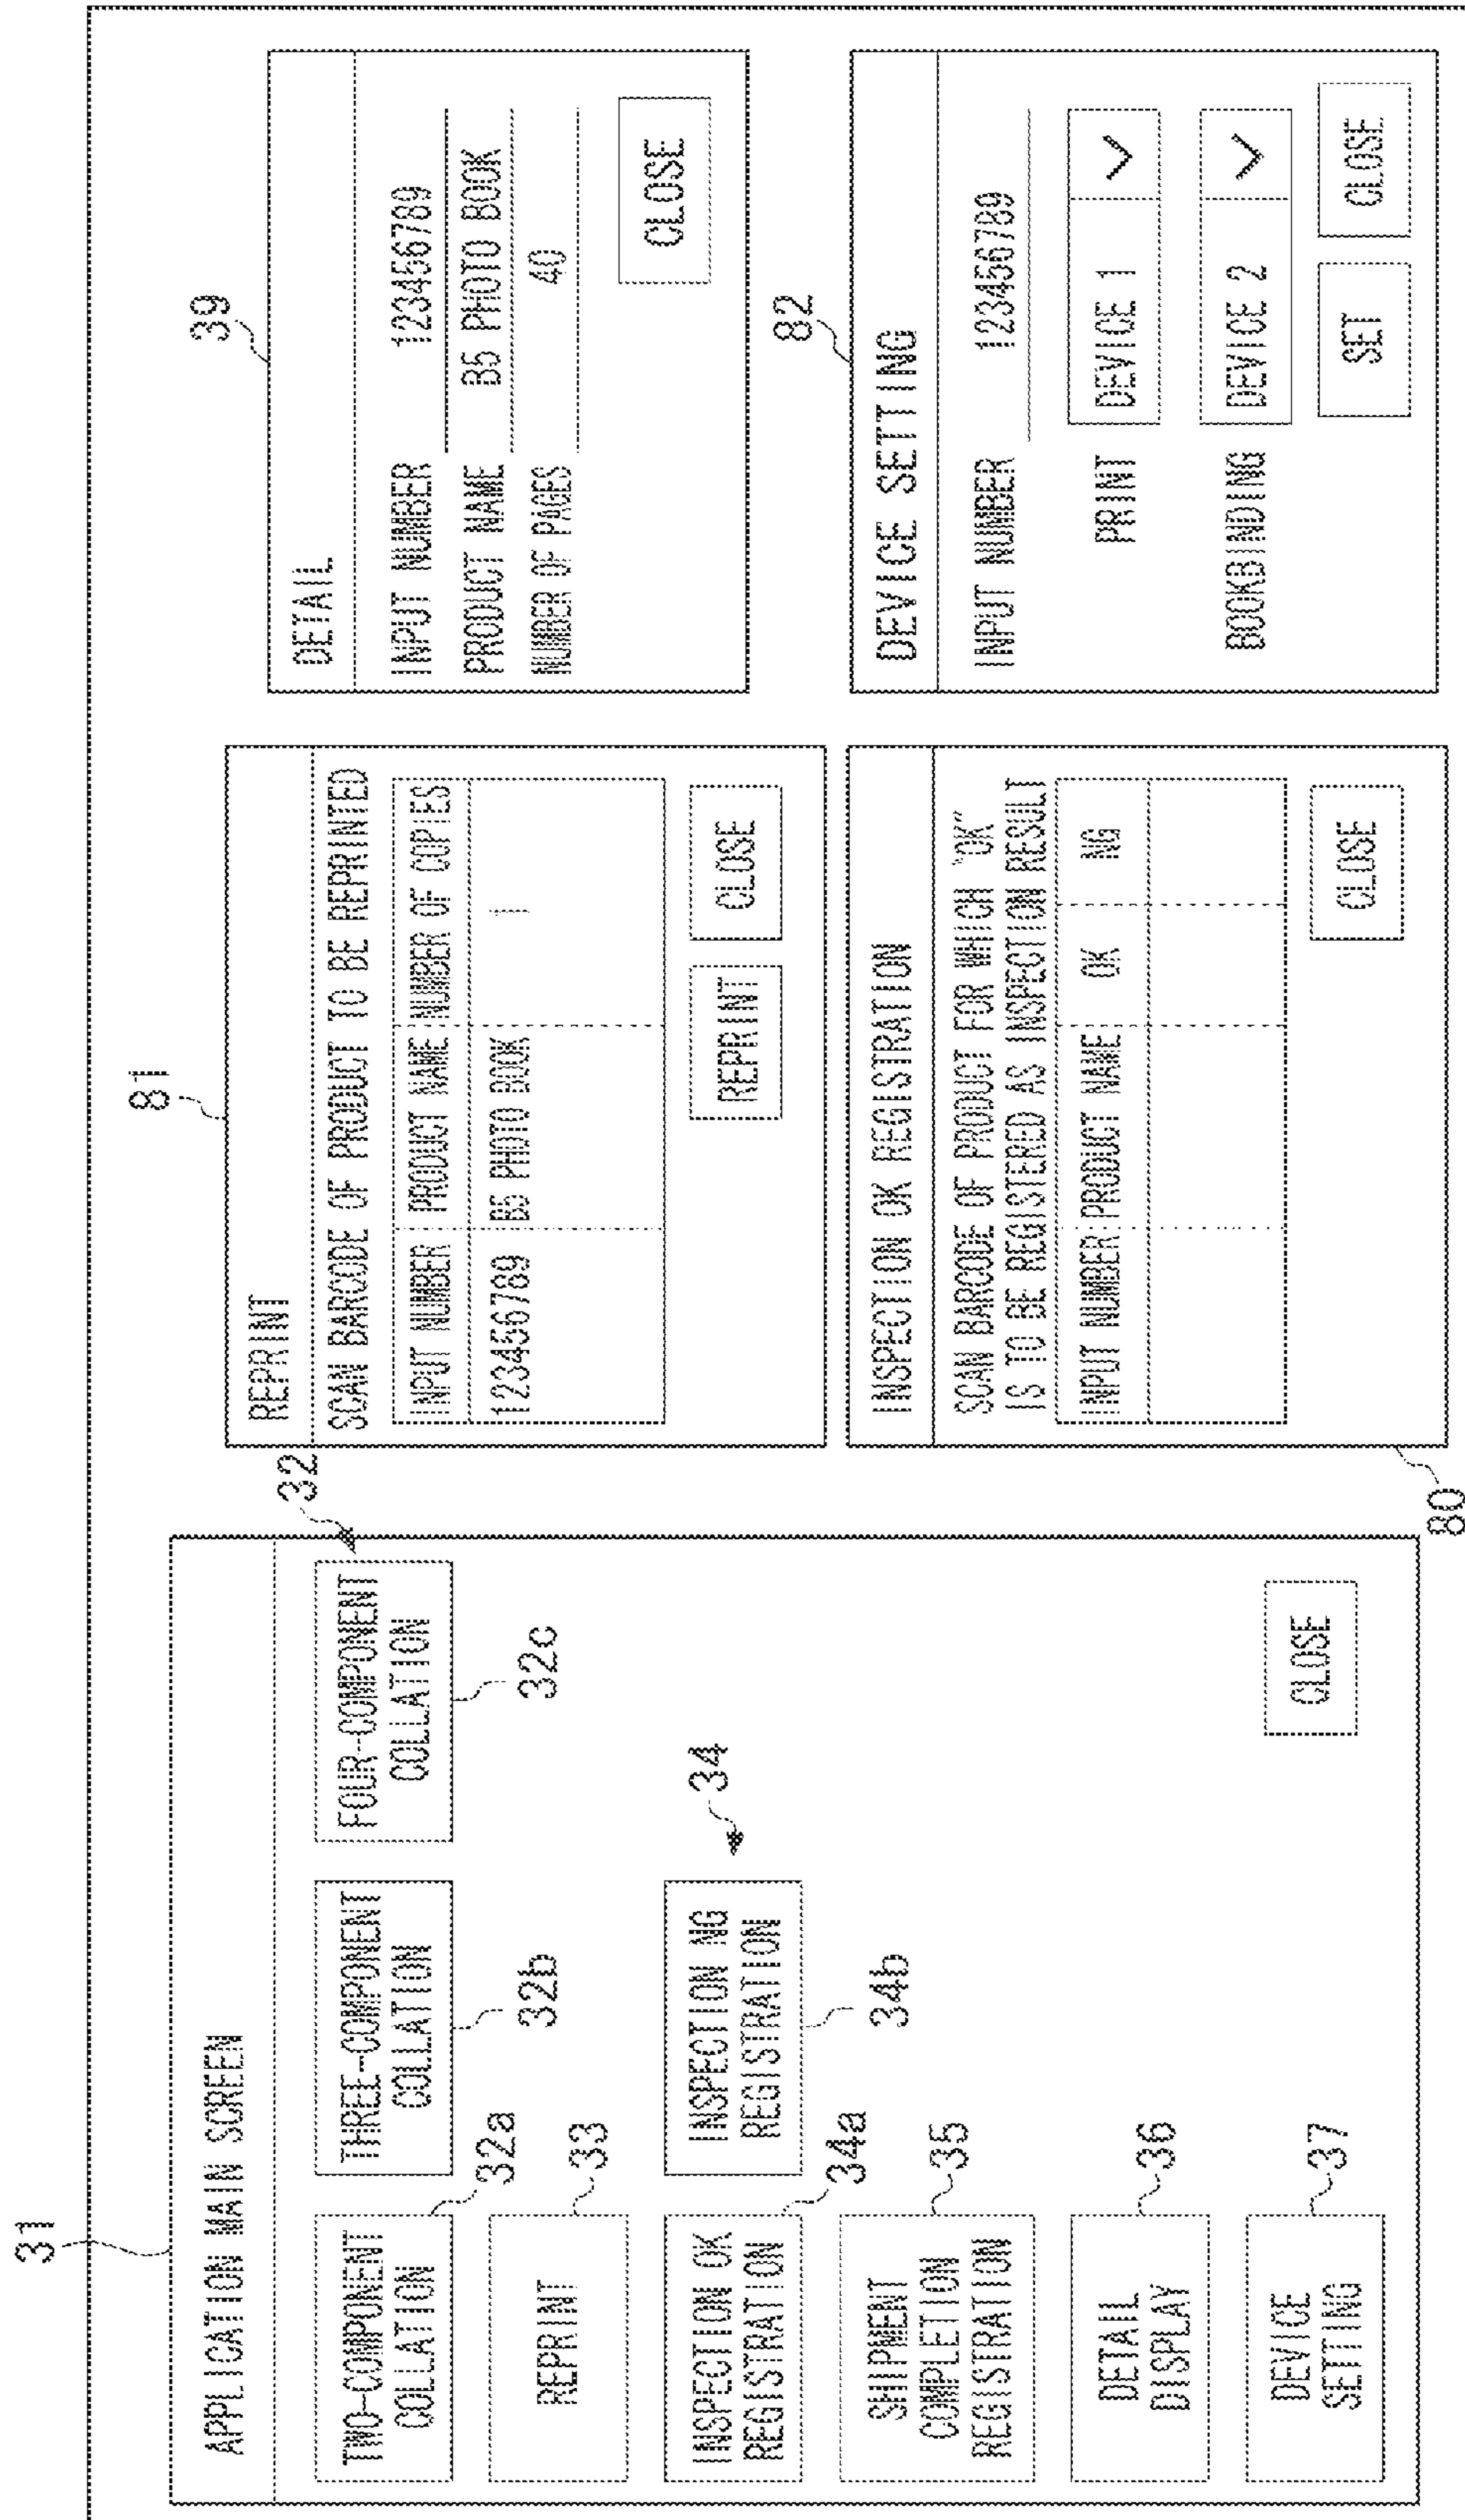 31
APPLICATION MAIN SCREEN
32
TWO-COMPONENT
COLLATION
THREE-COMPONENT
COLLATION
FOUR-COMPONENT
COLLATION
32a
32b
32c
REPRINT
33
34
INSPECTION OK
REGISTRATION
INSPECTION NG
REGISTRATION
34a
34b
SHIPMENT
COMPLETION
REGISTRATION
35
DETAIL
DISPLAY
36
DEVICE
SETTING
37
CLOSE
81
REPRINT
SCAN BARCODE OF PRODUCT TO BE REPRINTED
INPUT NUMBER PRODUCT NAME NUMBER OF COPIES
123456789 B5 PHOTO BOOK 1
REPRINT CLOSE
INSPECTION OK REGISTRATION
SCAN BARCODE OF PRODUCT FOR WHICH "OK"
IS TO BE REGISTERED AS INSPECTION RESULT
INPUT NUMBER PRODUCT NAME OK NG
CLOSE
80
39
DETAIL
INPUT NUMBER 123456789
PRODUCT NAME B5 PHOTO BOOK
NUMBER OF PAGES 40
CLOSE
82
DEVICE SETTING
INPUT NUMBER 123456789
PRINT DEVICE 1
BOOKBINDING DEVICE 2
SET CLOSE